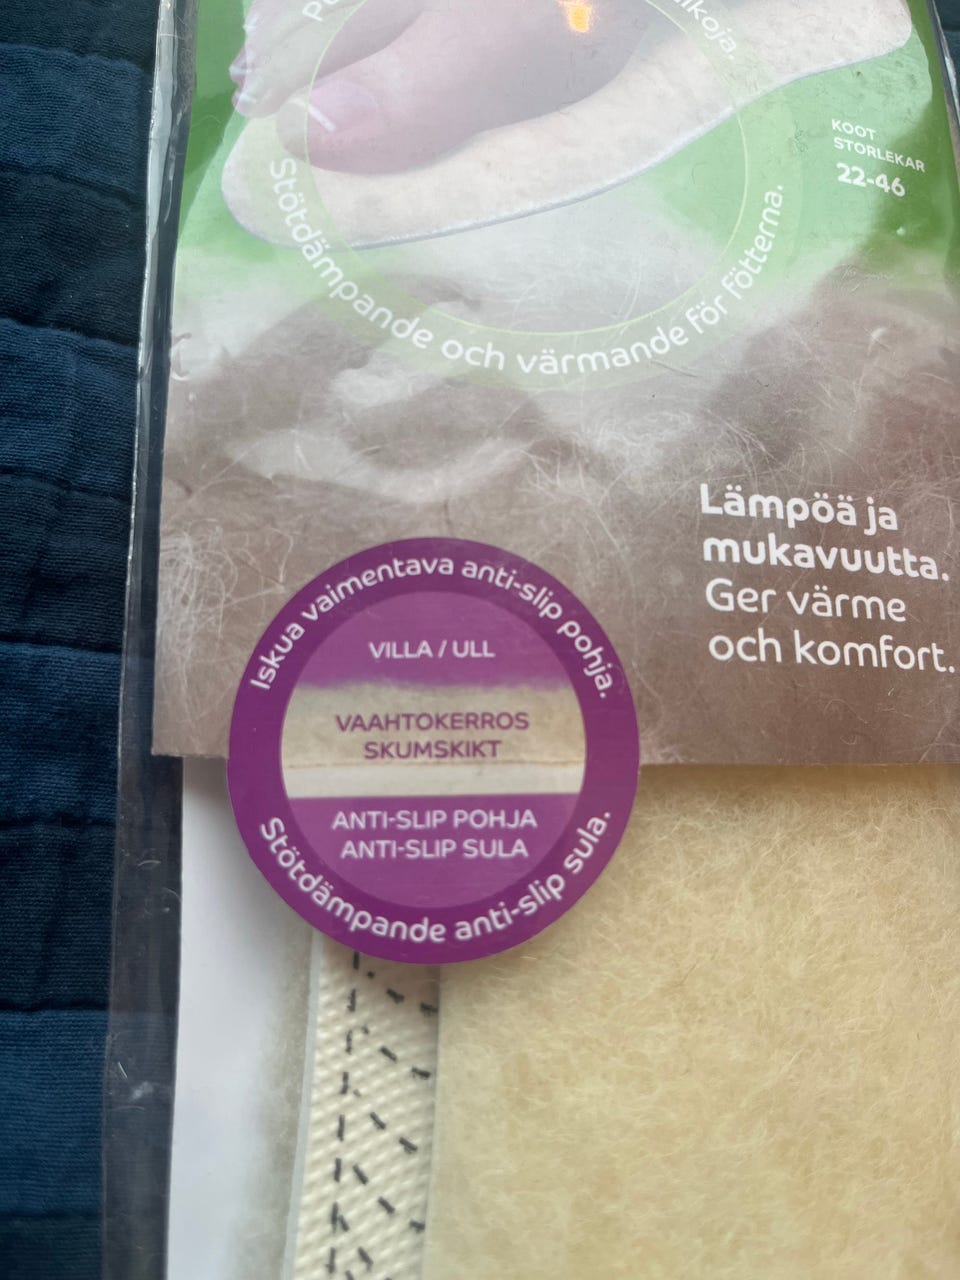 Stötdämpande och värmande för fötterna.
KOOT
STORLEKAR
22-46
Lämpöä ja
mukavuutta.
Ger värme
och komfort.
Iskua vaimentava anti-slip pohja.
VILLA / ULL
VAAHTOKERROS
SKUMSKIKT
ANTI-SLIP POHJA
ANTI-SLIP SULA
Stötdämpande anti-slip sula.